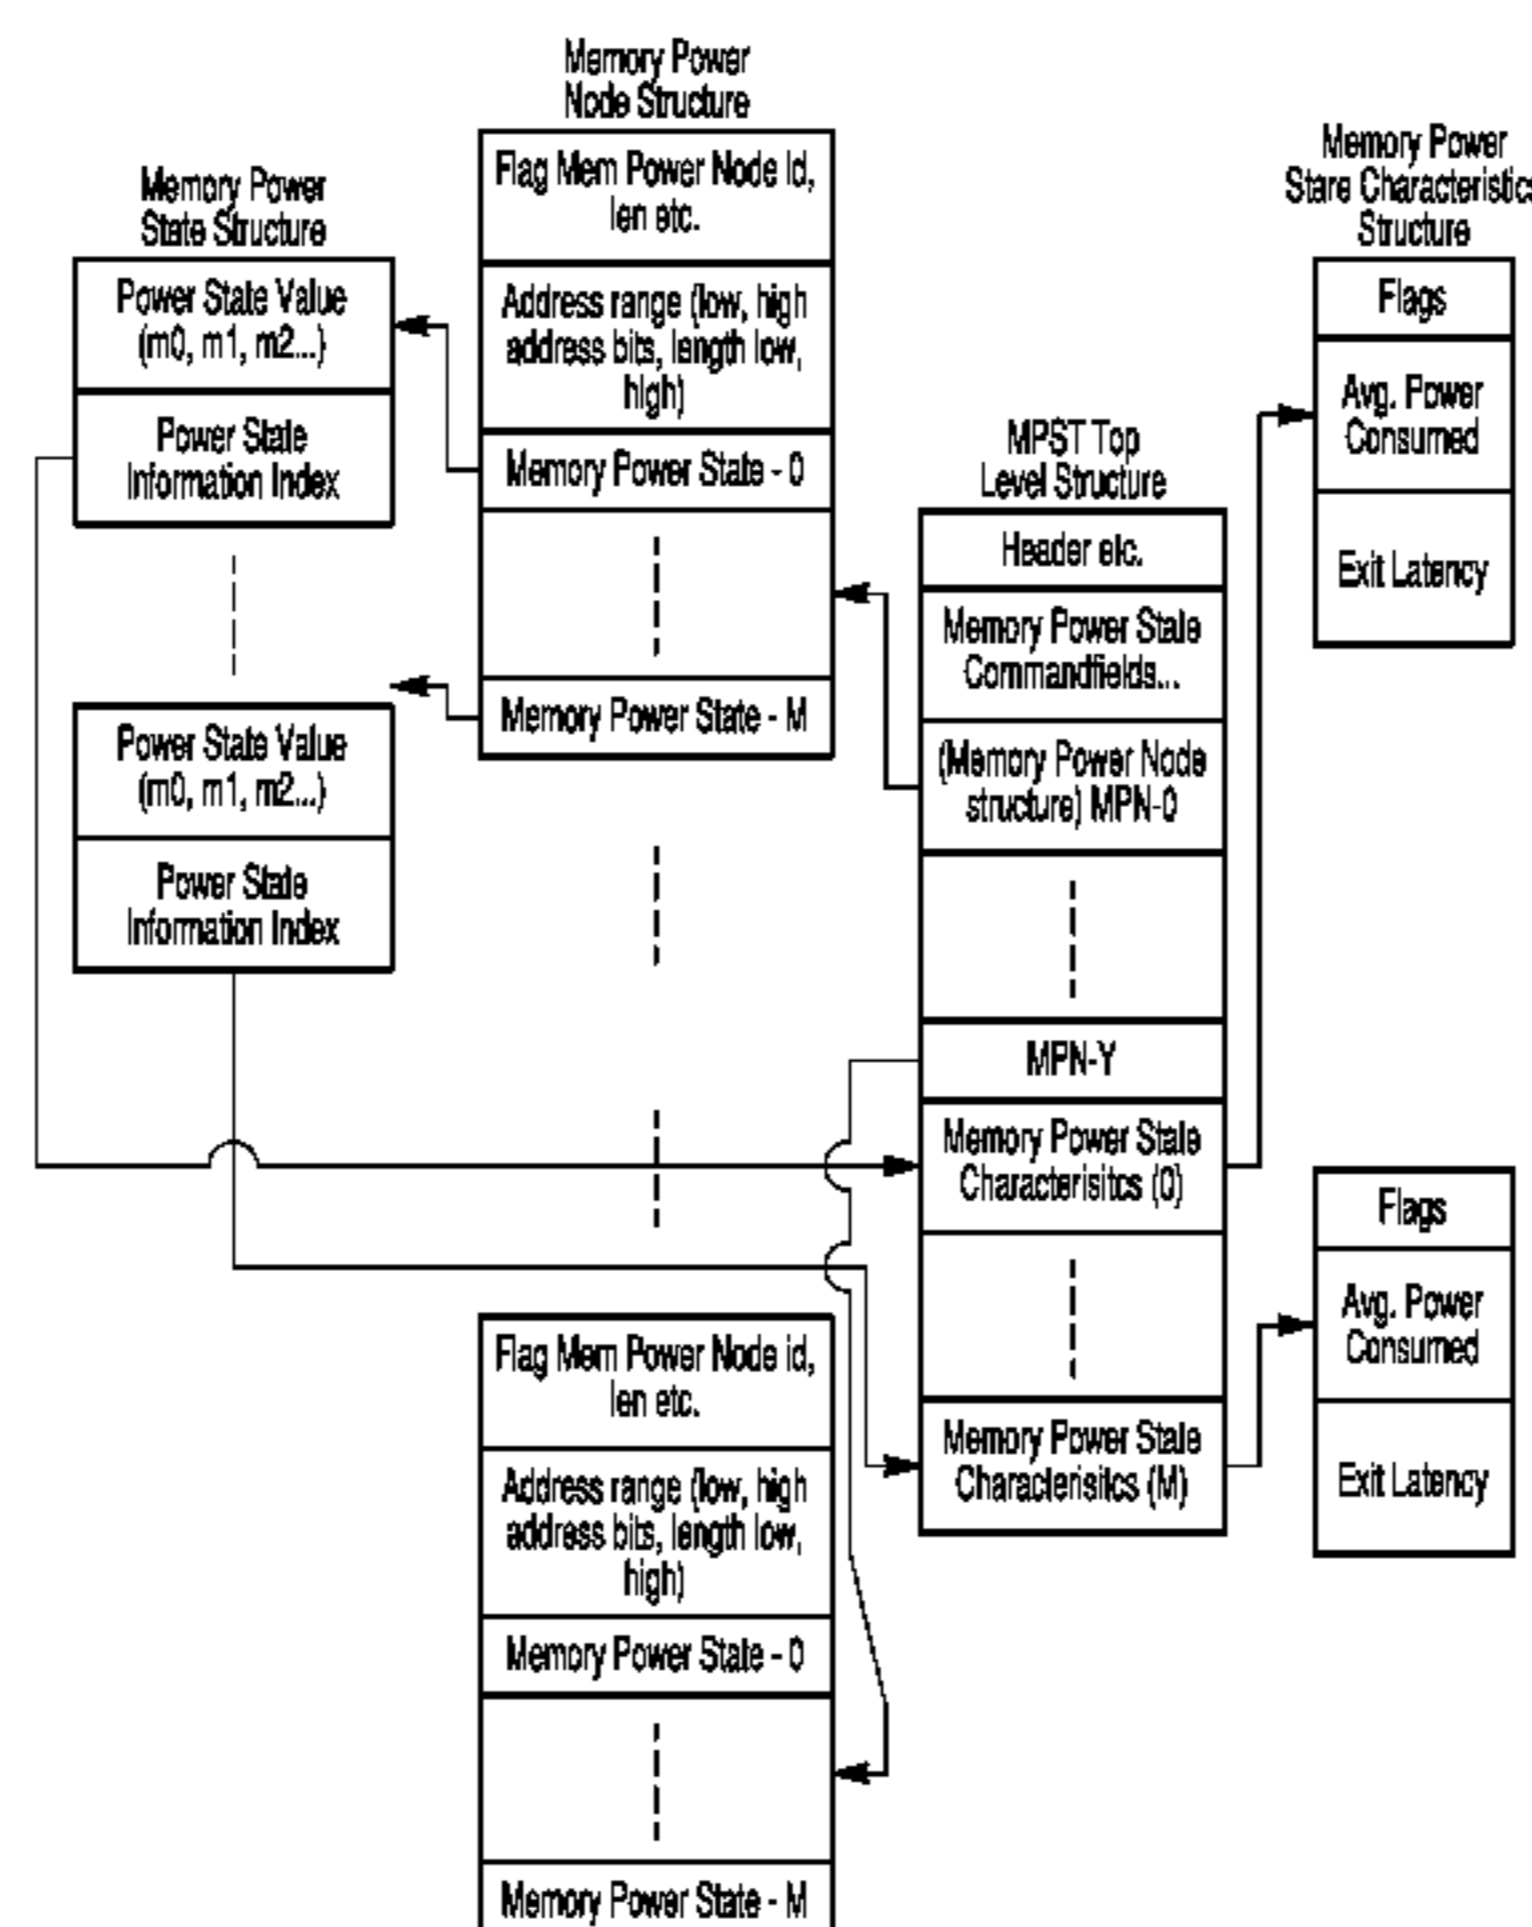 Memory Power
Node Structure
Flag Mem Power Node id,
len etc.
Address range (low, high
address bits, length low,
high)
Memory Power State - 0
Memory Power State - M
Memory Power
State Structure
Power State Value
(m0, m1, m2...)
Power State
Information Index
Power State Value
(m0, m1, m2...)
Power State
Information Index
MPST Top
Level Structure
Header etc.
Memory Power State
Commandfields...
(Memory Power Node
structure) MPN-0
MPN-Y
Memory Power State
Characterisitcs (0)
Memory Power State
Characterisitcs (M)
Memory Power
Stare Characteristics
Structure
Flags
Avg. Power
Consumed
Exit Latency
Flags
Avg. Power
Consumed
Exit Latency
Flag Mem Power Node id,
len etc.
Address range (low, high
address bits, length low,
high)
Memory Power State - 0
Memory Power State - M